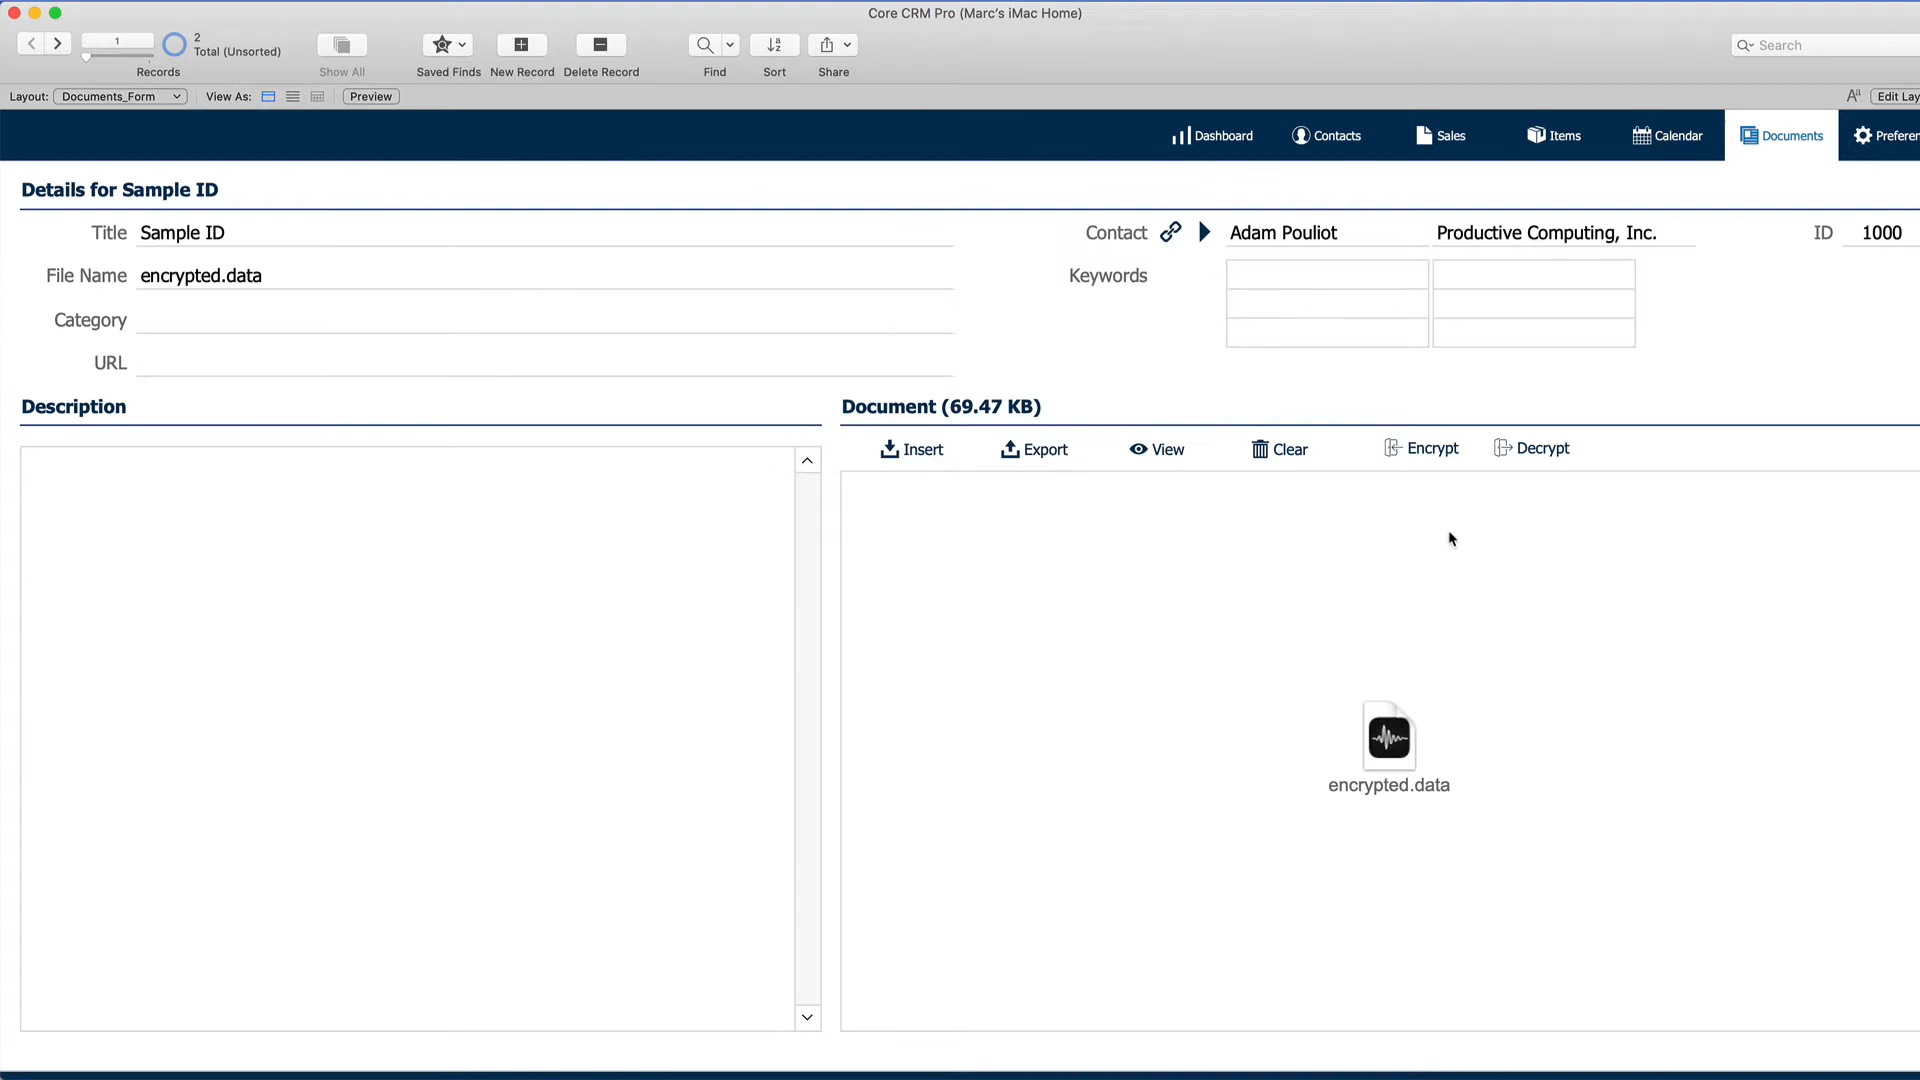 Core CRM Pro (Marc's iMac Home)
1
2
Total (Unsorted)
Records
Show All
Saved Finds
New Record
Delete Record
Find
Sort
Share
Search
Layout: Documents_Form
View As:
Preview
Aa
Edit Lay
Dashboard
Contacts
Sales
Items
Calendar
Documents
Preferen
Details for Sample ID
Title Sample ID
Contact Adam Pouliot Productive Computing, Inc.
ID 1000
File Name encrypted.data
Keywords
Category
URL
Description
Document (69.47 KB)
Insert
Export
View
Clear
Encrypt
Decrypt
encrypted.data